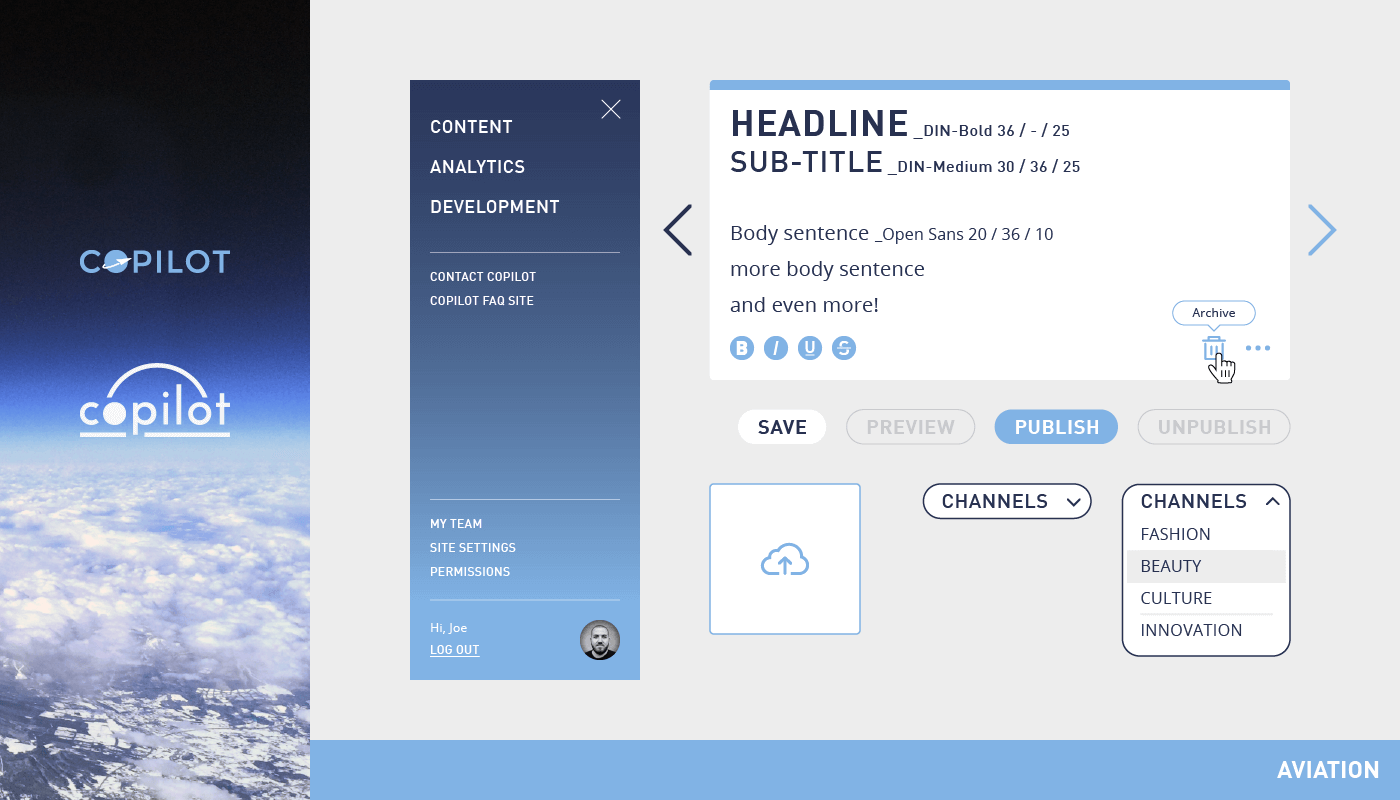 COPILOT
copilot
CONTENT
ANALYTICS
DEVELOPMENT
CONTACT COPILOT
COPILOT FAQ SITE
MY TEAM
SITE SETTINGS
PERMISSIONS
Hi, Joe
LOG OUT
HEADLINE _DIN-Bold 36 / - / 25
SUB-TITLE _DIN-Medium 30 / 36 / 25
Body sentence _Open Sans 20 / 36 / 10
more body sentence
and even more!
Archive
B I U S
SAVE PREVIEW PUBLISH UNPUBLISH
CHANNELS
CHANNELS
FASHION
BEAUTY
CULTURE
INNOVATION
AVIATION